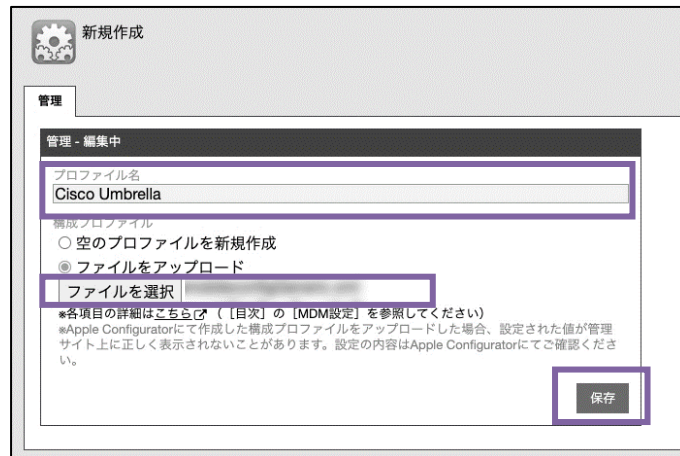 新規作成
管理
管理 - 編集中
プロファイル名
Cisco Umbrella
構成プロファイル
空のプロファイルを新規作成
ファイルをアップロード
ファイルを選択
※各項目の詳細はこちら（［目次］の［MDM設定］を参照してください）
※Apple Configuratorにて作成した構成プロファイルをアップロードした場合、設定された値が管理
サイト上に正しく表示されないことがあります。設定の内容はApple Configuratorにてご確認くださ
い。
保存